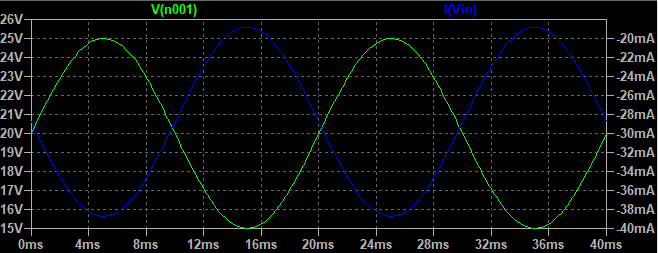 V(n001) I(Vin)
26V
25V -20mA
24V -22mA
23V -24mA
22V -26mA
21V -28mA
20V -30mA
19V -32mA
18V -34mA
17V -36mA
16V -38mA
15V -40mA
0ms 4ms 8ms 12ms 16ms 20ms 24ms 28ms 32ms 36ms 40ms